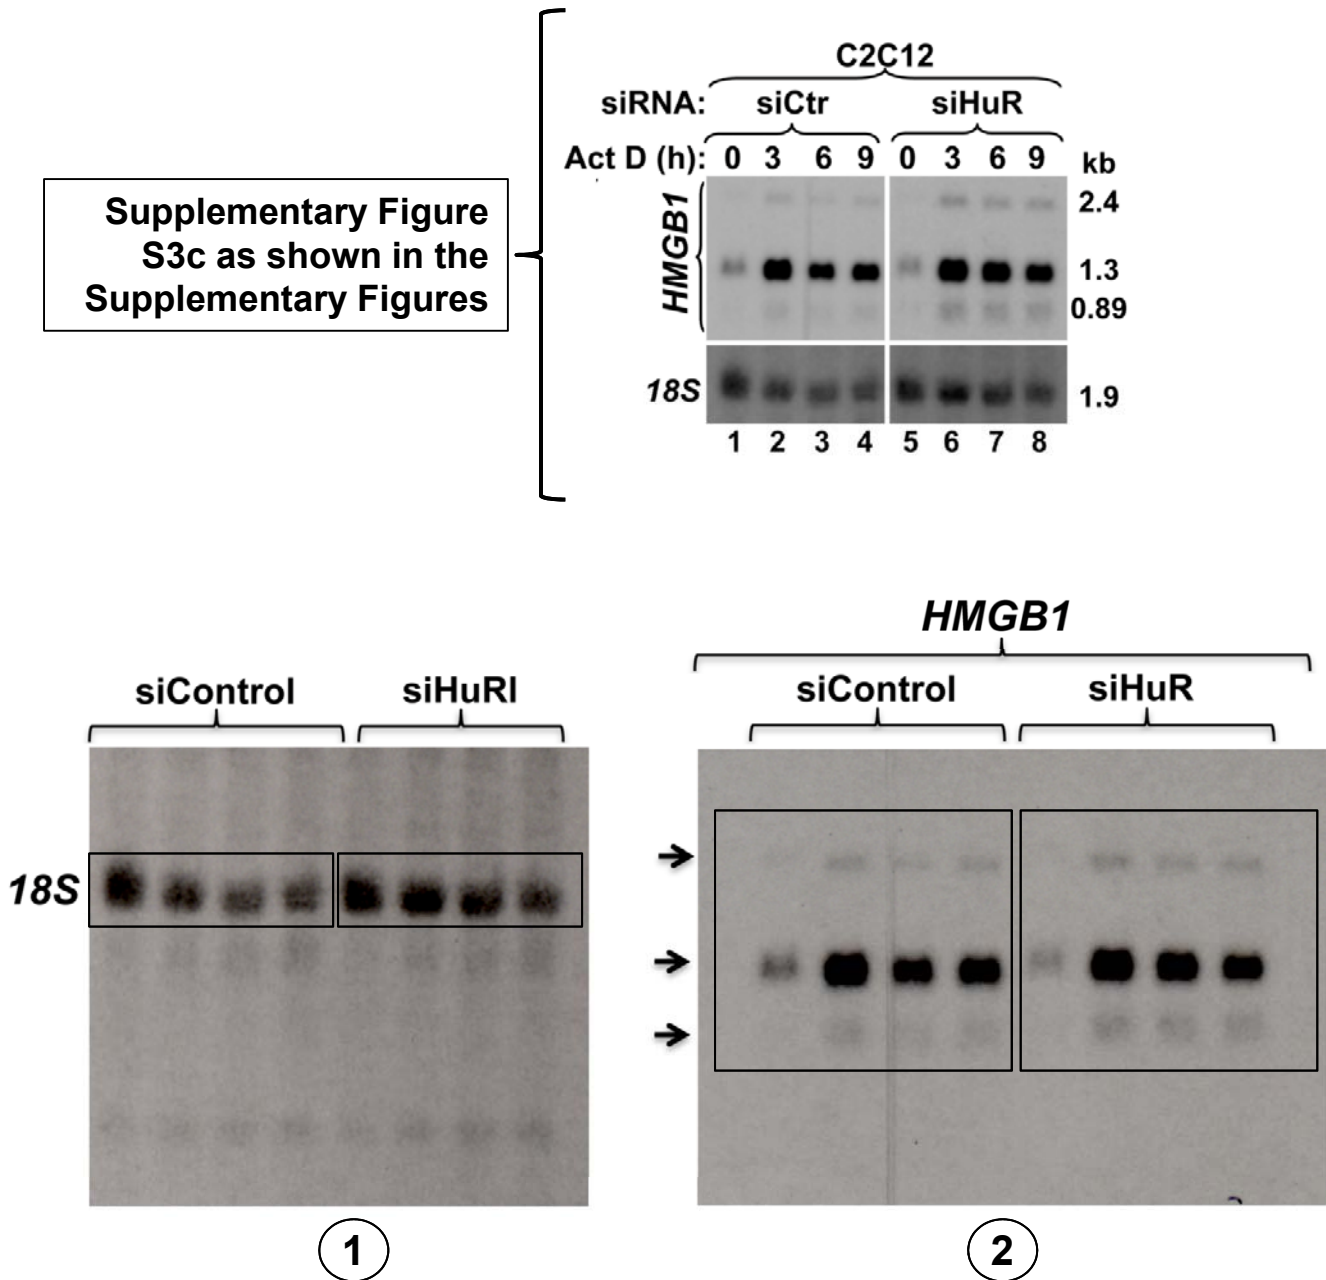 C2C12
siRNA: siCtr siHuR
Act D (h): 0 3 6 9 0 3 6 9 kb
Supplementary Figure
S3c as shown in the
Supplementary Figures
HMGB1
2.4
1.3
0.89
18S
1.9
1 2 3 4 5 6 7 8
HMGB1
siControl siHuRI
siControl siHuR
18S
1
2